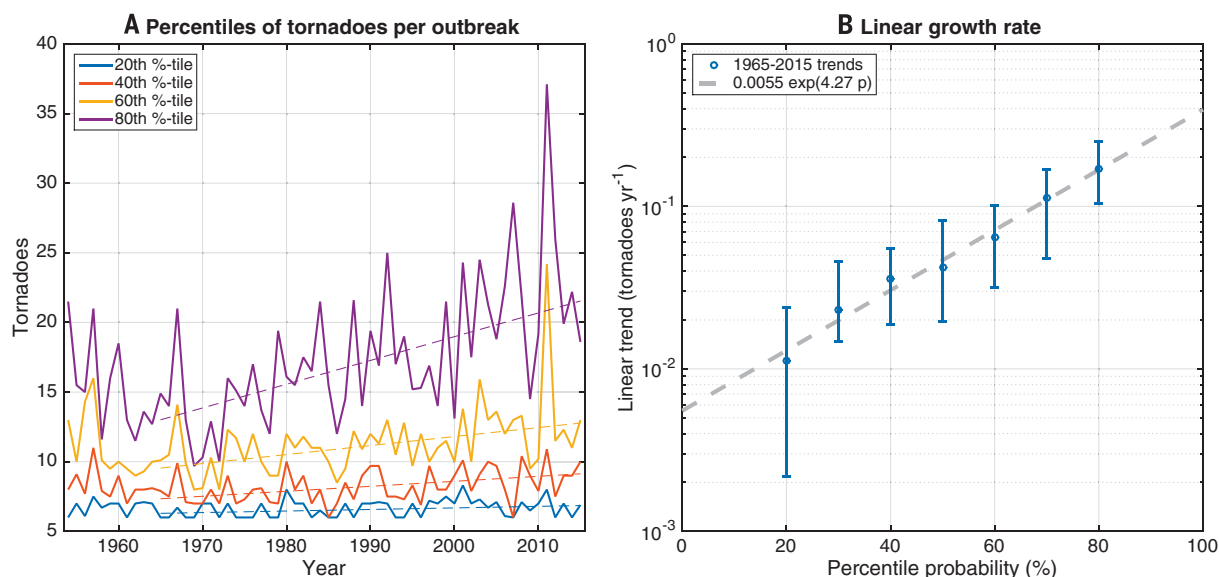 A Percentiles of tornadoes per outbreak
40
35
30
25
20
15
10
5
Tornadoes
20th %-tile
40th %-tile
60th %-tile
80th %-tile
1960 1970 1980 1990 2000 2010
Year
B Linear growth rate
10⁰
10⁻¹
10⁻²
10⁻³
Linear trend (tornadoes yr⁻¹)
1965-2015 trends
0.0055 exp(4.27 p)
0 20 40 60 80 100
Percentile probability (%)